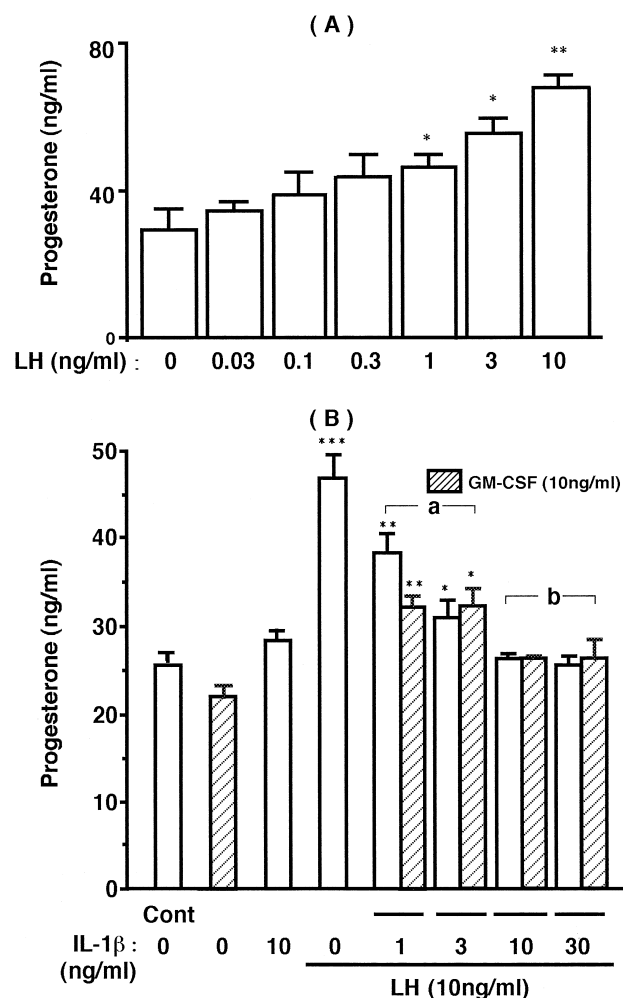 ( A )
80
**
*
*
40
0
Progesterone (ng/ml)
LH (ng/ml) : 0 0.03 0.1 0.3 1 3 10
( B )
***
50
GM-CSF (10ng/ml)
a
**
40
**
*
*
b
30
20
10
0
Progesterone (ng/ml)
Cont
IL-1β : 0 0 10 0 1 3 10 30
(ng/ml)
LH (10ng/ml)